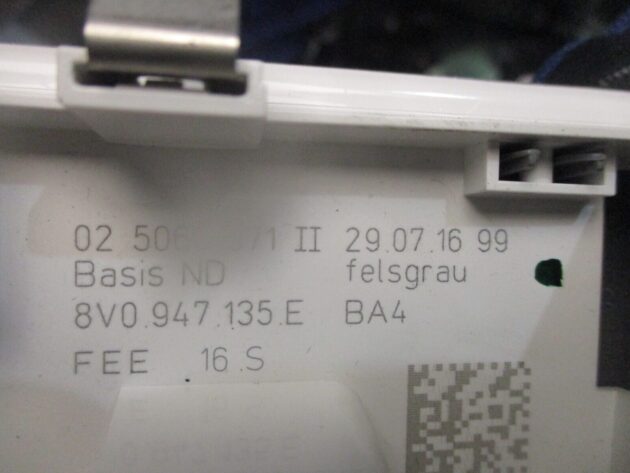 02 II 29.07.16 99
Basis ND felsgrau
8V0.947.135.E BA4
FEE 16.S